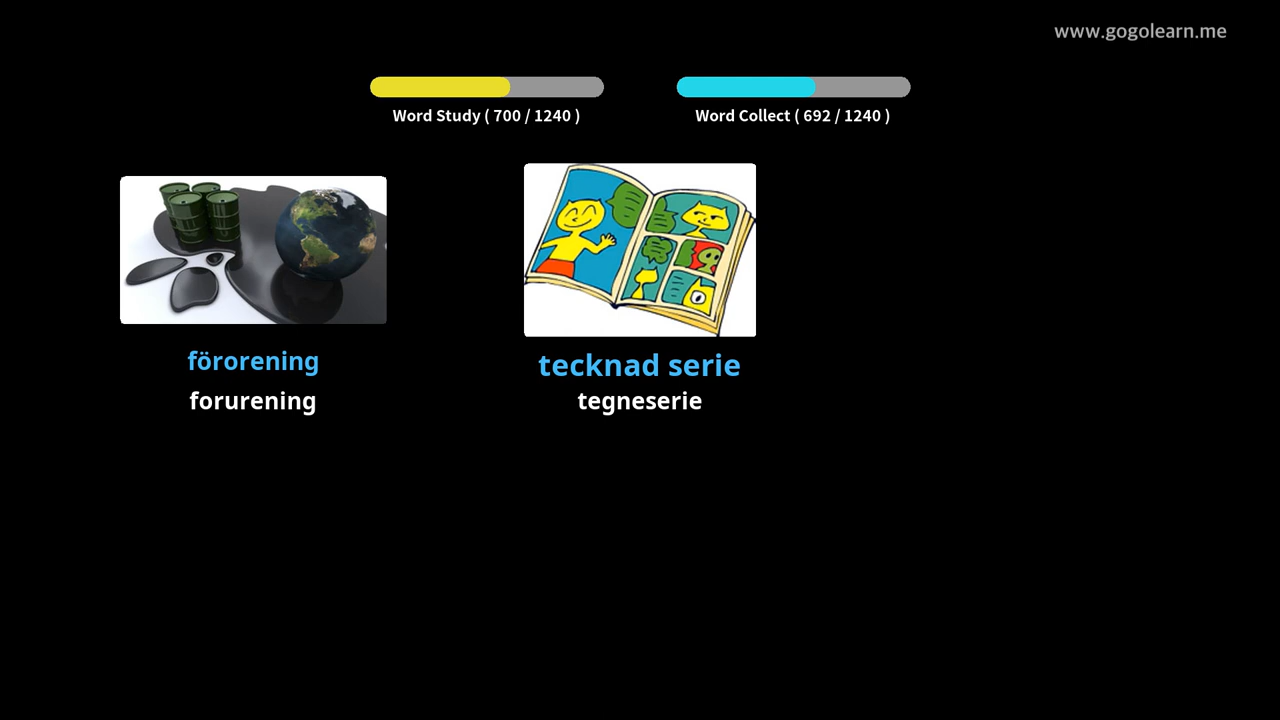 www.gogolearn.me
Word Study ( 700 / 1240 )
Word Collect ( 692 / 1240 )
förorening
forurening
tecknad serie
tegneserie